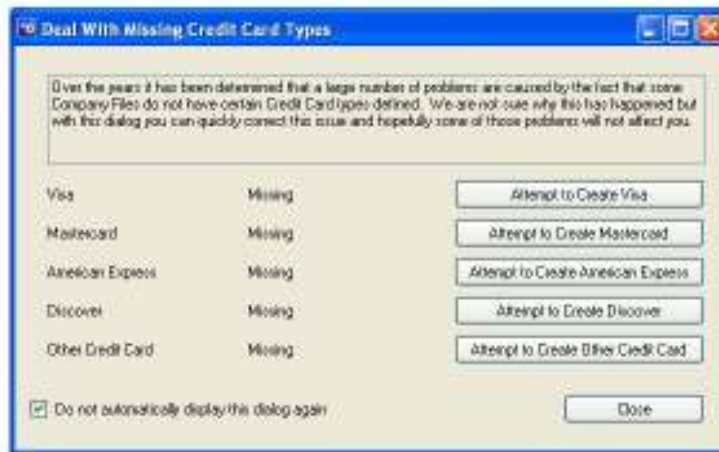 Deal With Missing Credit Card Types
Over the years it has been determined that a large number of problems are caused by the fact that some
Company Files do not have certain Credit Card types defined. We are not sure why this has happened but
with this dialog you can quickly correct this issue and hopefully some of those problems will not affect you.
Visa Missing Attempt to Create Visa
Mastercard Missing Attempt to Create Mastercard
American Express Missing Attempt to Create American Express
Discover Missing Attempt to Create Discover
Other Credit Card Missing Attempt to Create Other Credit Card
Do not automatically display this dialog again Close